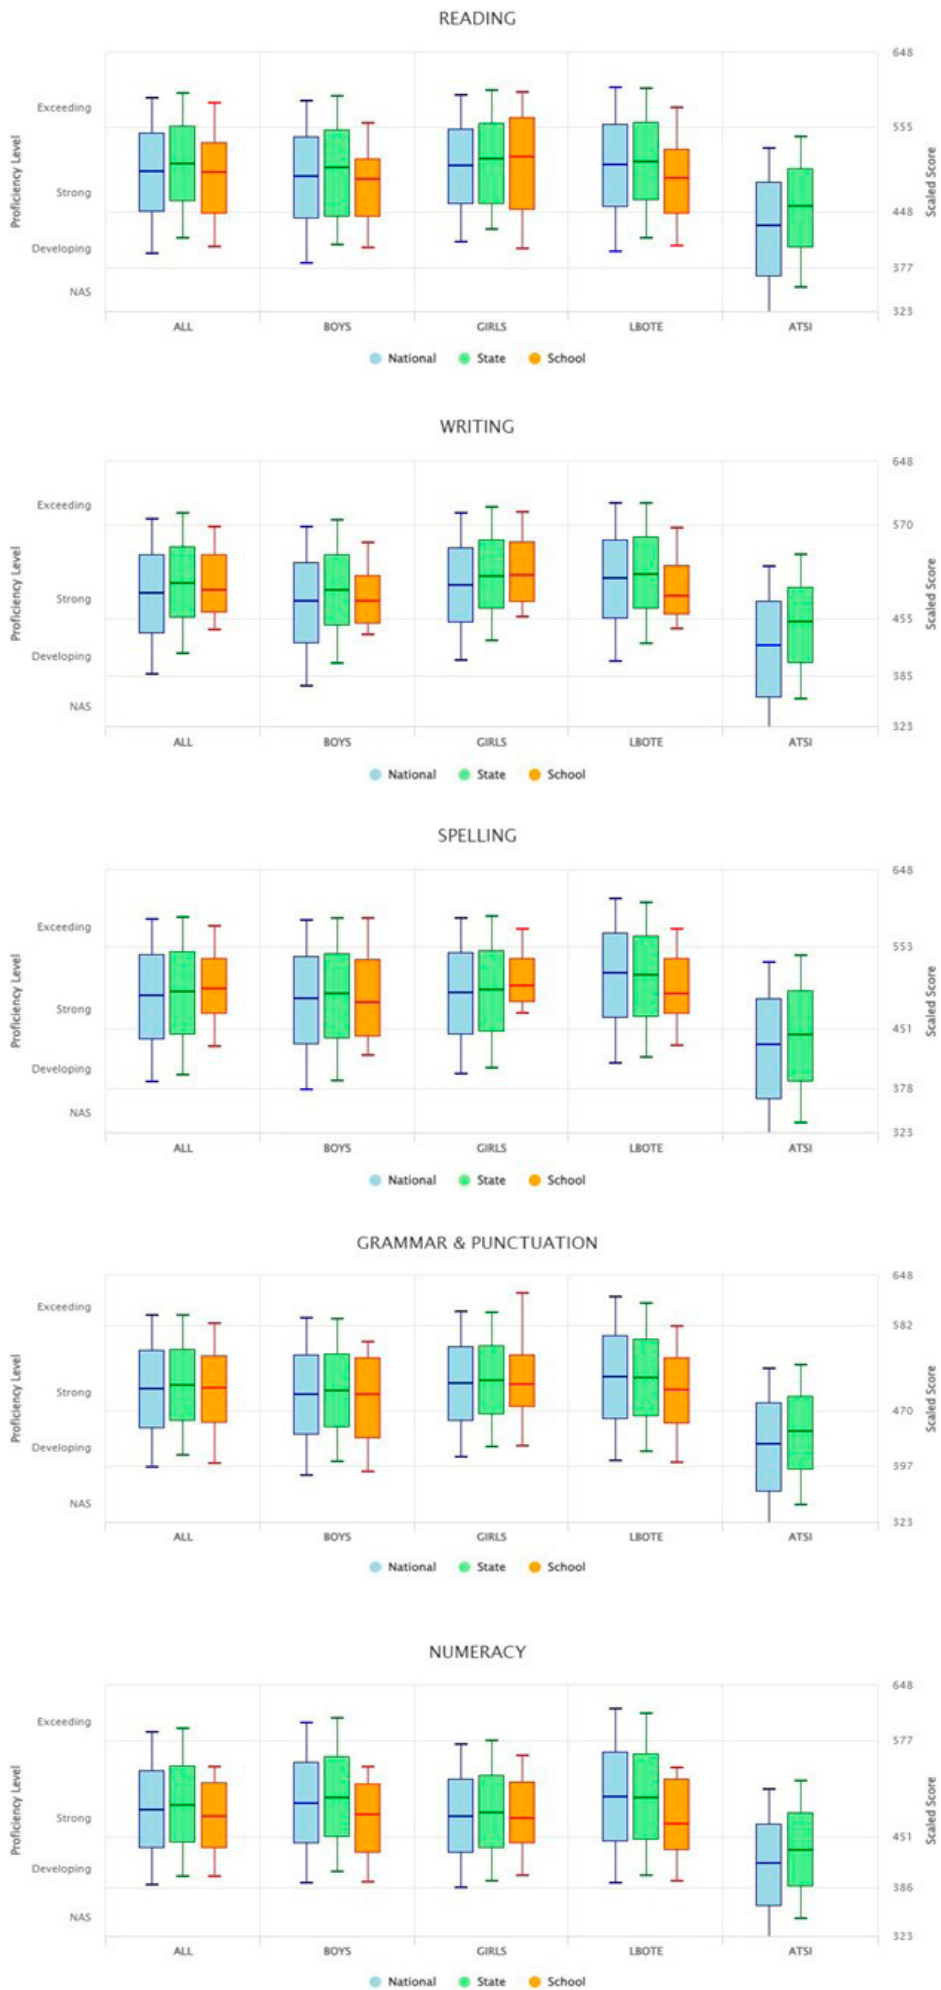 READING
648
Exceeding
555
Proficiency Level
Scaled Score
Strong
448
Developing
377
NAS
323
ALL BOYS GIRLS LBOTE ATSI
National State School
WRITING
648
Exceeding
570
Proficiency Level
Scaled Score
Strong
455
Developing
385
NAS
323
ALL BOYS GIRLS LBOTE ATSI
National State School
SPELLING
648
Exceeding
553
Proficiency Level
Scaled Score
Strong
451
Developing
378
NAS
323
ALL BOYS GIRLS LBOTE ATSI
National State School
GRAMMAR & PUNCTUATION
648
Exceeding
582
Proficiency Level
Scaled Score
Strong
470
Developing
397
NAS
323
ALL BOYS GIRLS LBOTE ATSI
National State School
NUMERACY
648
Exceeding
577
Proficiency Level
Scaled Score
Strong
451
Developing
386
NAS
323
ALL BOYS GIRLS LBOTE ATSI
National State School